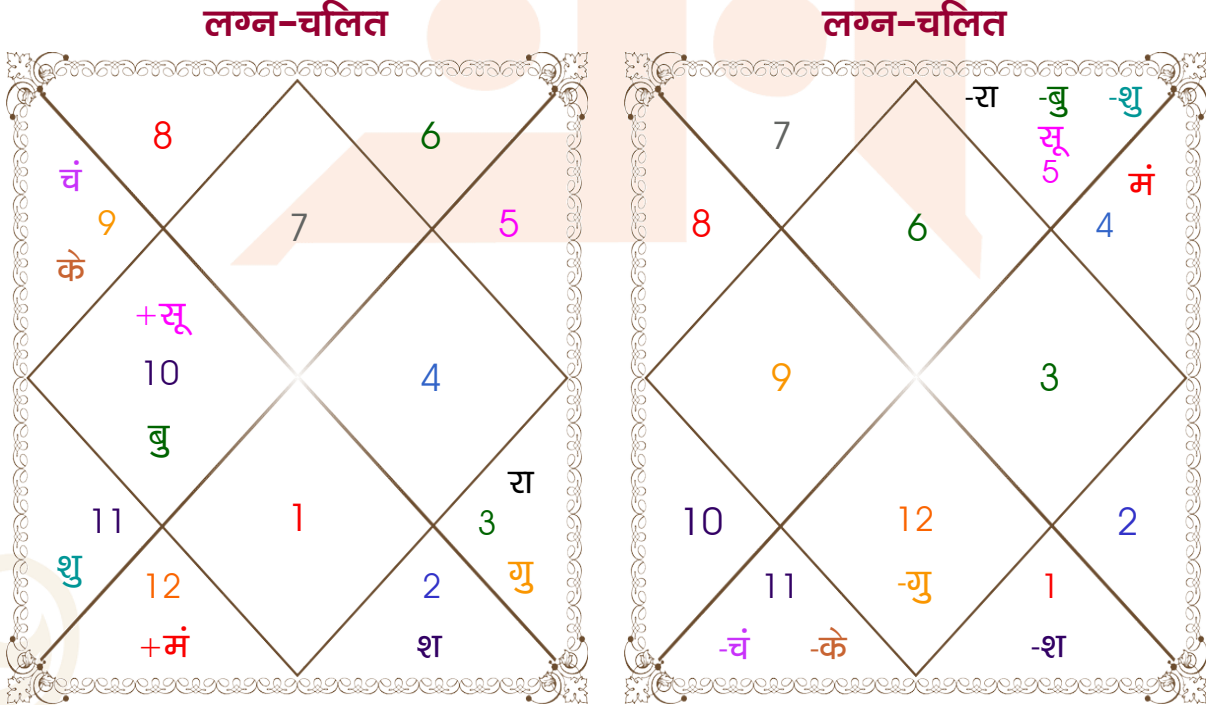 लग्न-चलित
8
6
चं
9
7
5
के
+सू
10
4
बु
रा
11
1
3
शु
12
2
गु
+मं
श
लग्न-चलित
-रा -बु -शु
7
सू
5
मं
8
6
4
9
3
10
12
2
11
-गु
1
-चं -के
-श